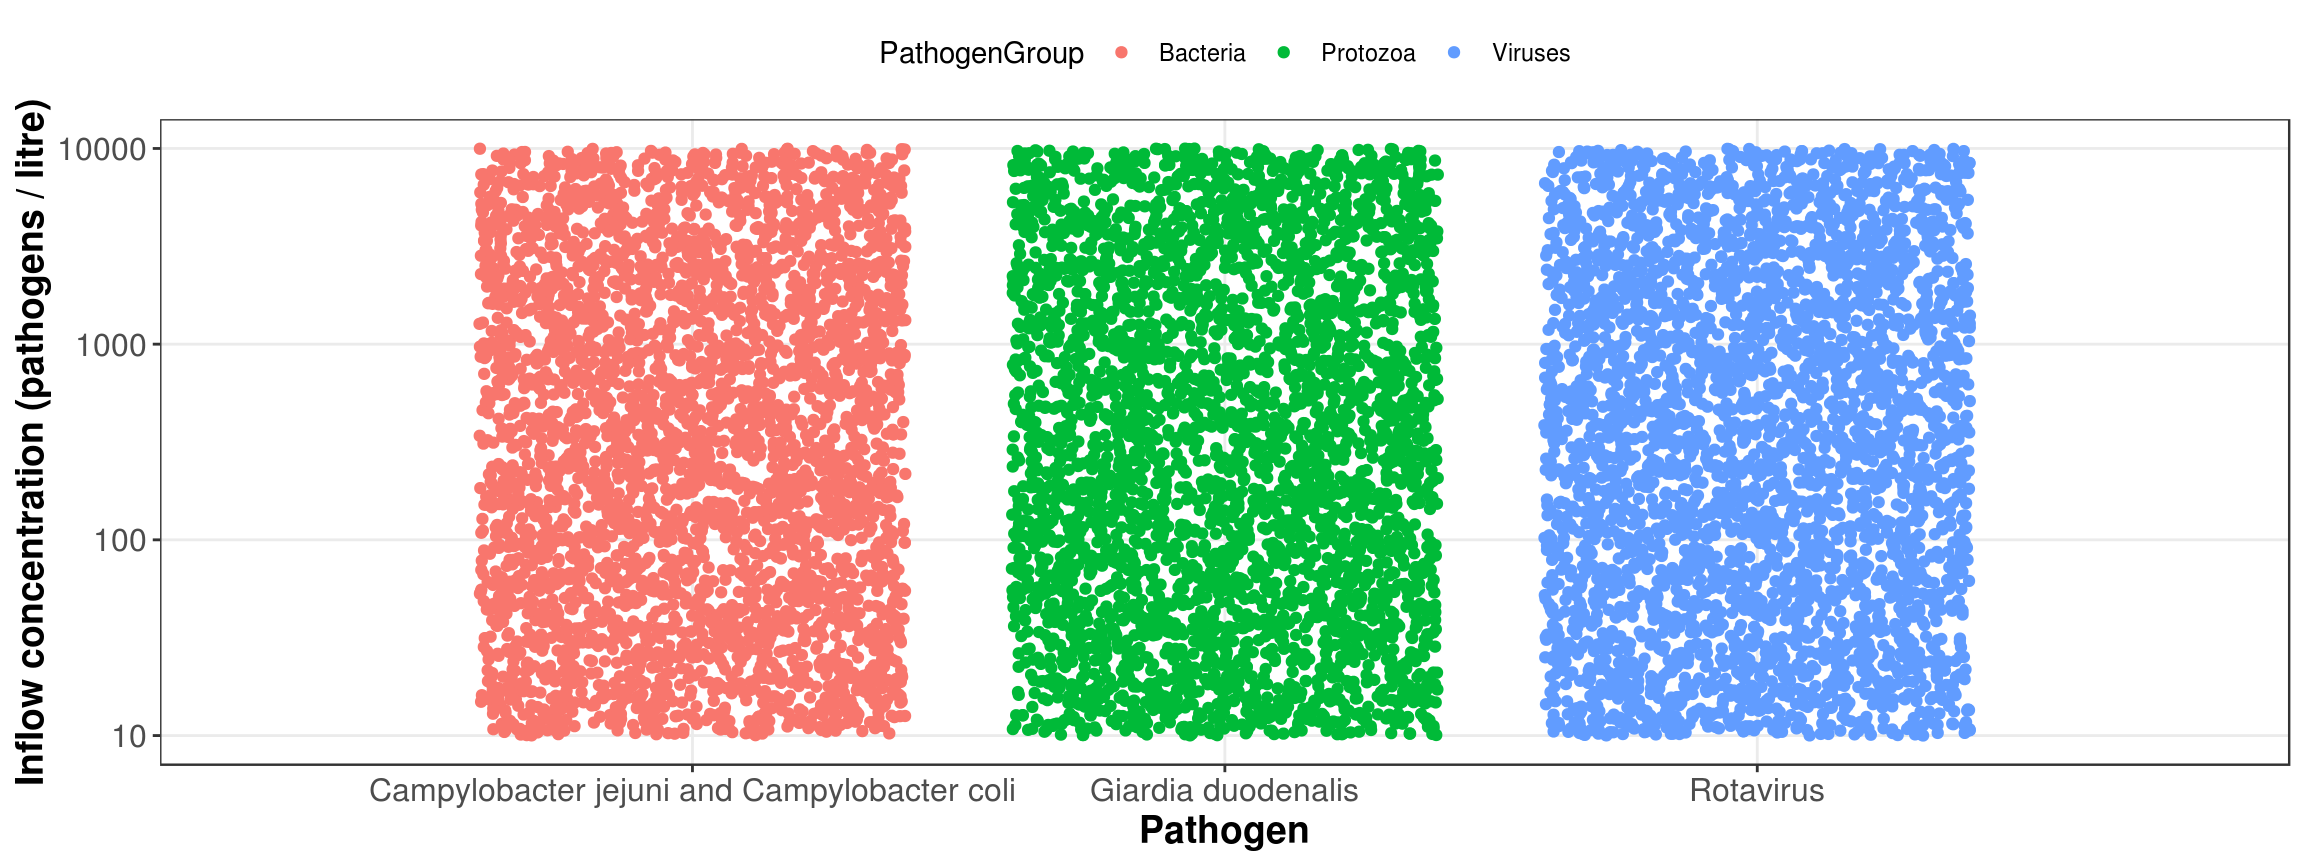 PathogenGroup Bacteria Protozoa Viruses
Inflow concentration (pathogens / litre)
10000
1000
100
10
Campylobacter jejuni and Campylobacter coli Giardia duodenalis Rotavirus
Pathogen